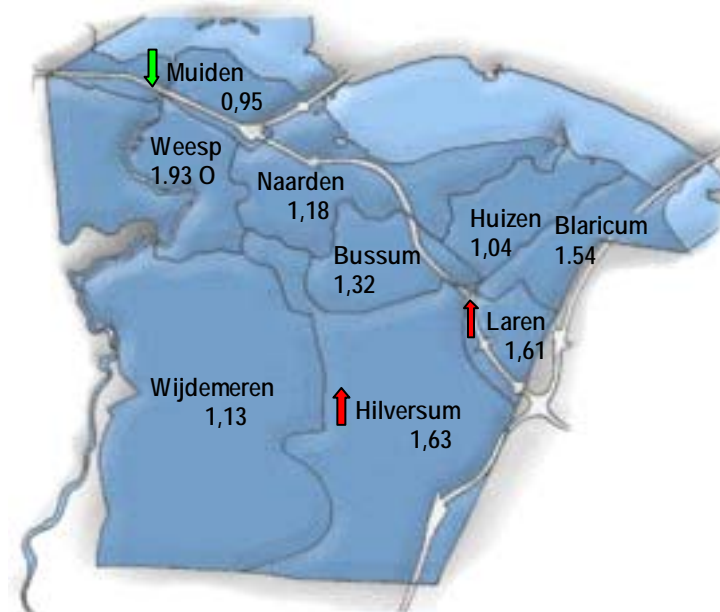 Muiden
0,95
Weesp
1.93 O
Naarden
1,18
Huizen
1,04
Blaricum
1.54
Bussum
1,32
Laren
1,61
Wijdemeren
1,13
Hilversum
1,63